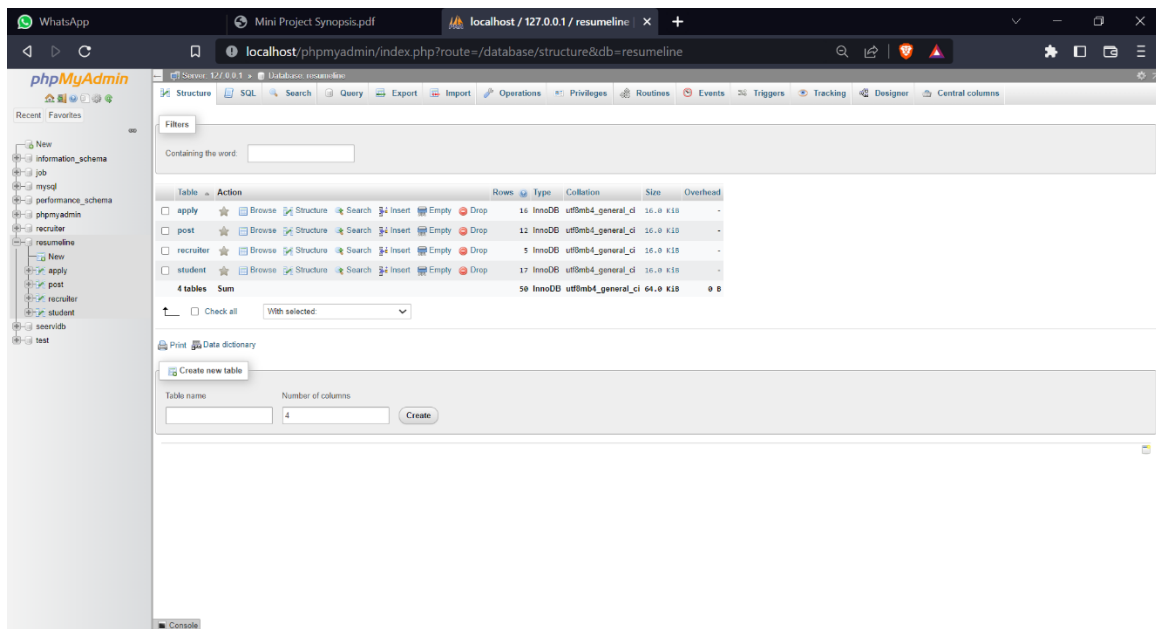 WhatsApp Mini Project Synopsis.pdf localhost / 127.0.0.1 / resumeline
localhost/phpmyadmin/index.php?route=/database/structure&db=resumeline
phpMyAdmin
Recent Favorites
New
information_schema
job
mysql
performance_schema
phpmyadmin
recruiter
resumeline
New
apply
post
recruiter
student
seervidb
test
Server: 127.0.0.1 » Database: resumeline
Structure SQL Search Query Export Import Operations Privileges Routines Events Triggers Tracking Designer Central columns
Filters
Containing the word:
Table Action Rows Type Collation Size Overhead
apply Browse Structure Search Insert Empty Drop 16 InnoDB utf8mb4_general_ci 16.0 KiB -
post Browse Structure Search Insert Empty Drop 12 InnoDB utf8mb4_general_ci 16.0 KiB -
recruiter Browse Structure Search Insert Empty Drop 5 InnoDB utf8mb4_general_ci 16.0 KiB -
student Browse Structure Search Insert Empty Drop 17 InnoDB utf8mb4_general_ci 16.0 KiB -
4 tables Sum 50 InnoDB utf8mb4_general_ci 64.0 KiB 0 B
Check all With selected:
Print Data dictionary
Create new table
Table name Number of columns
4 Create
Console